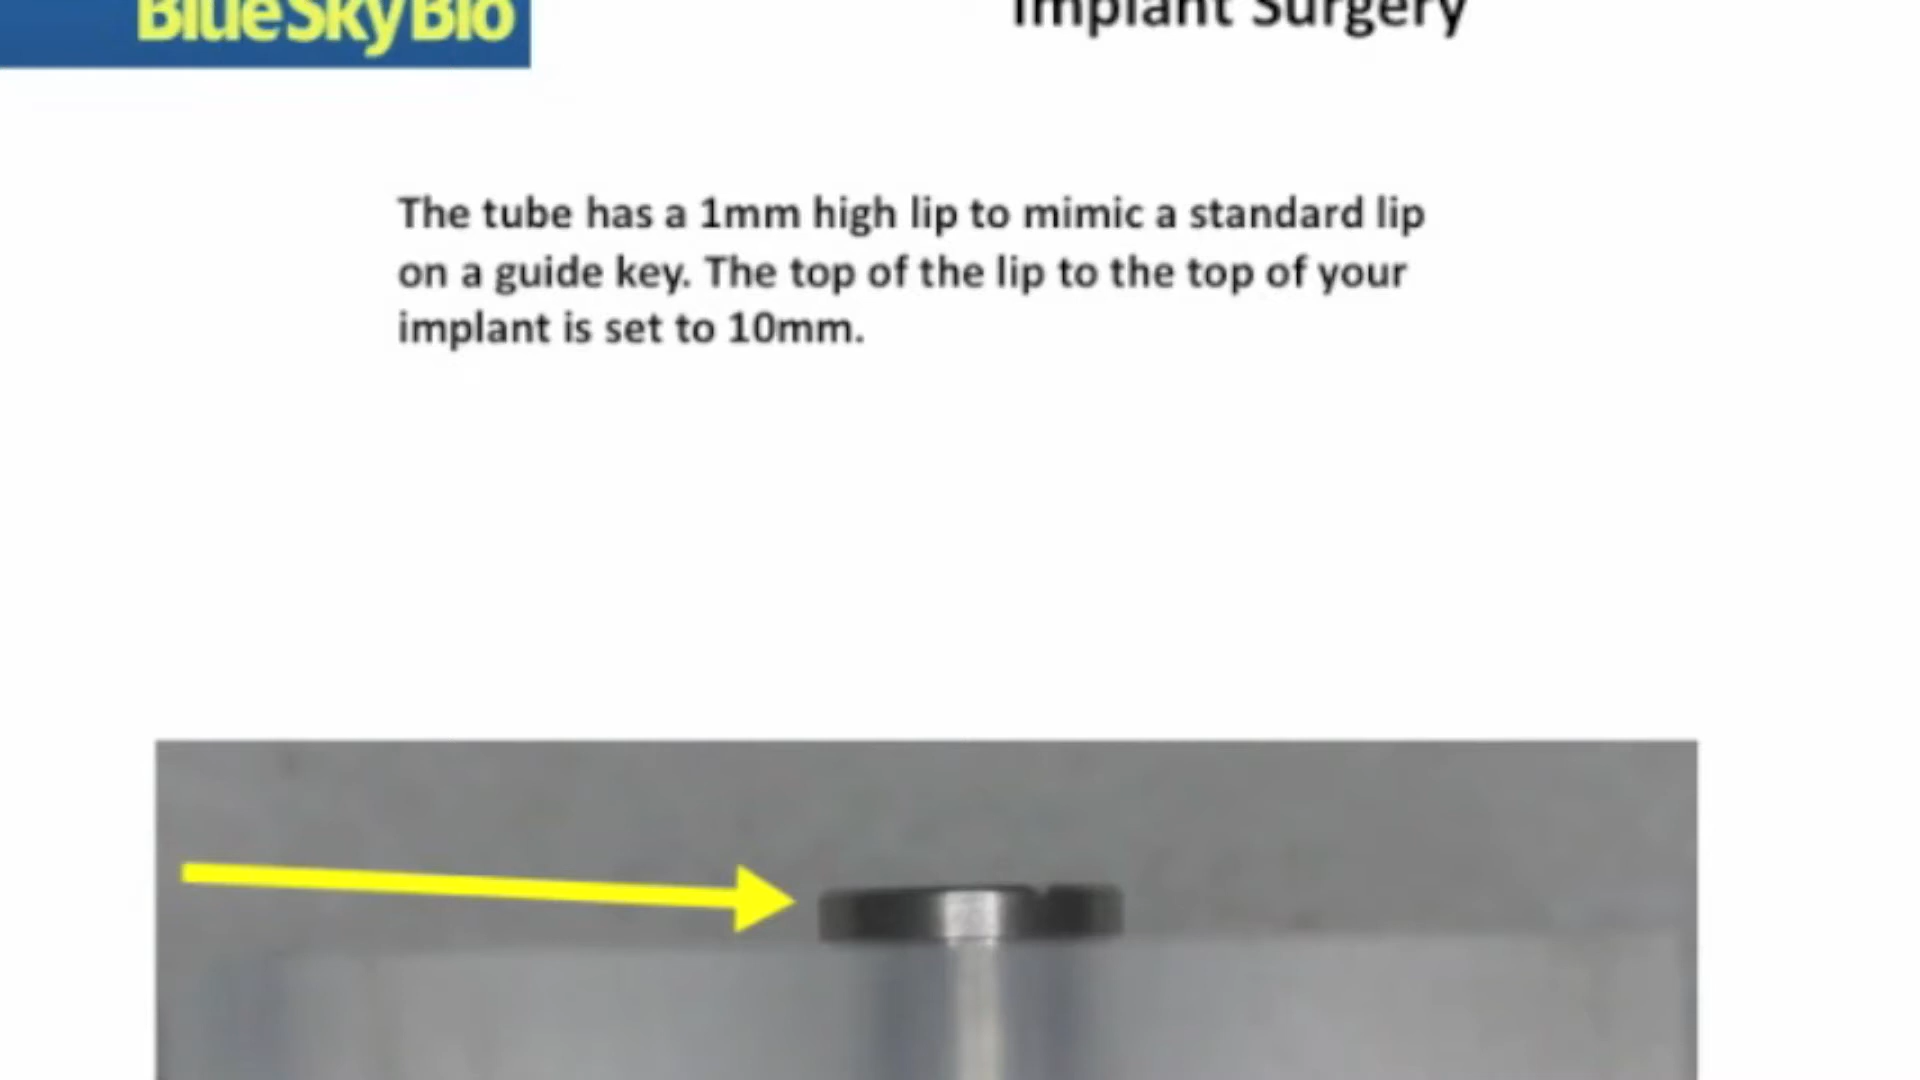 BlueSkyBio
Implant Surgery
The tube has a 1mm high lip to mimic a standard lip
on a guide key. The top of the lip to the top of your
implant is set to 10mm.